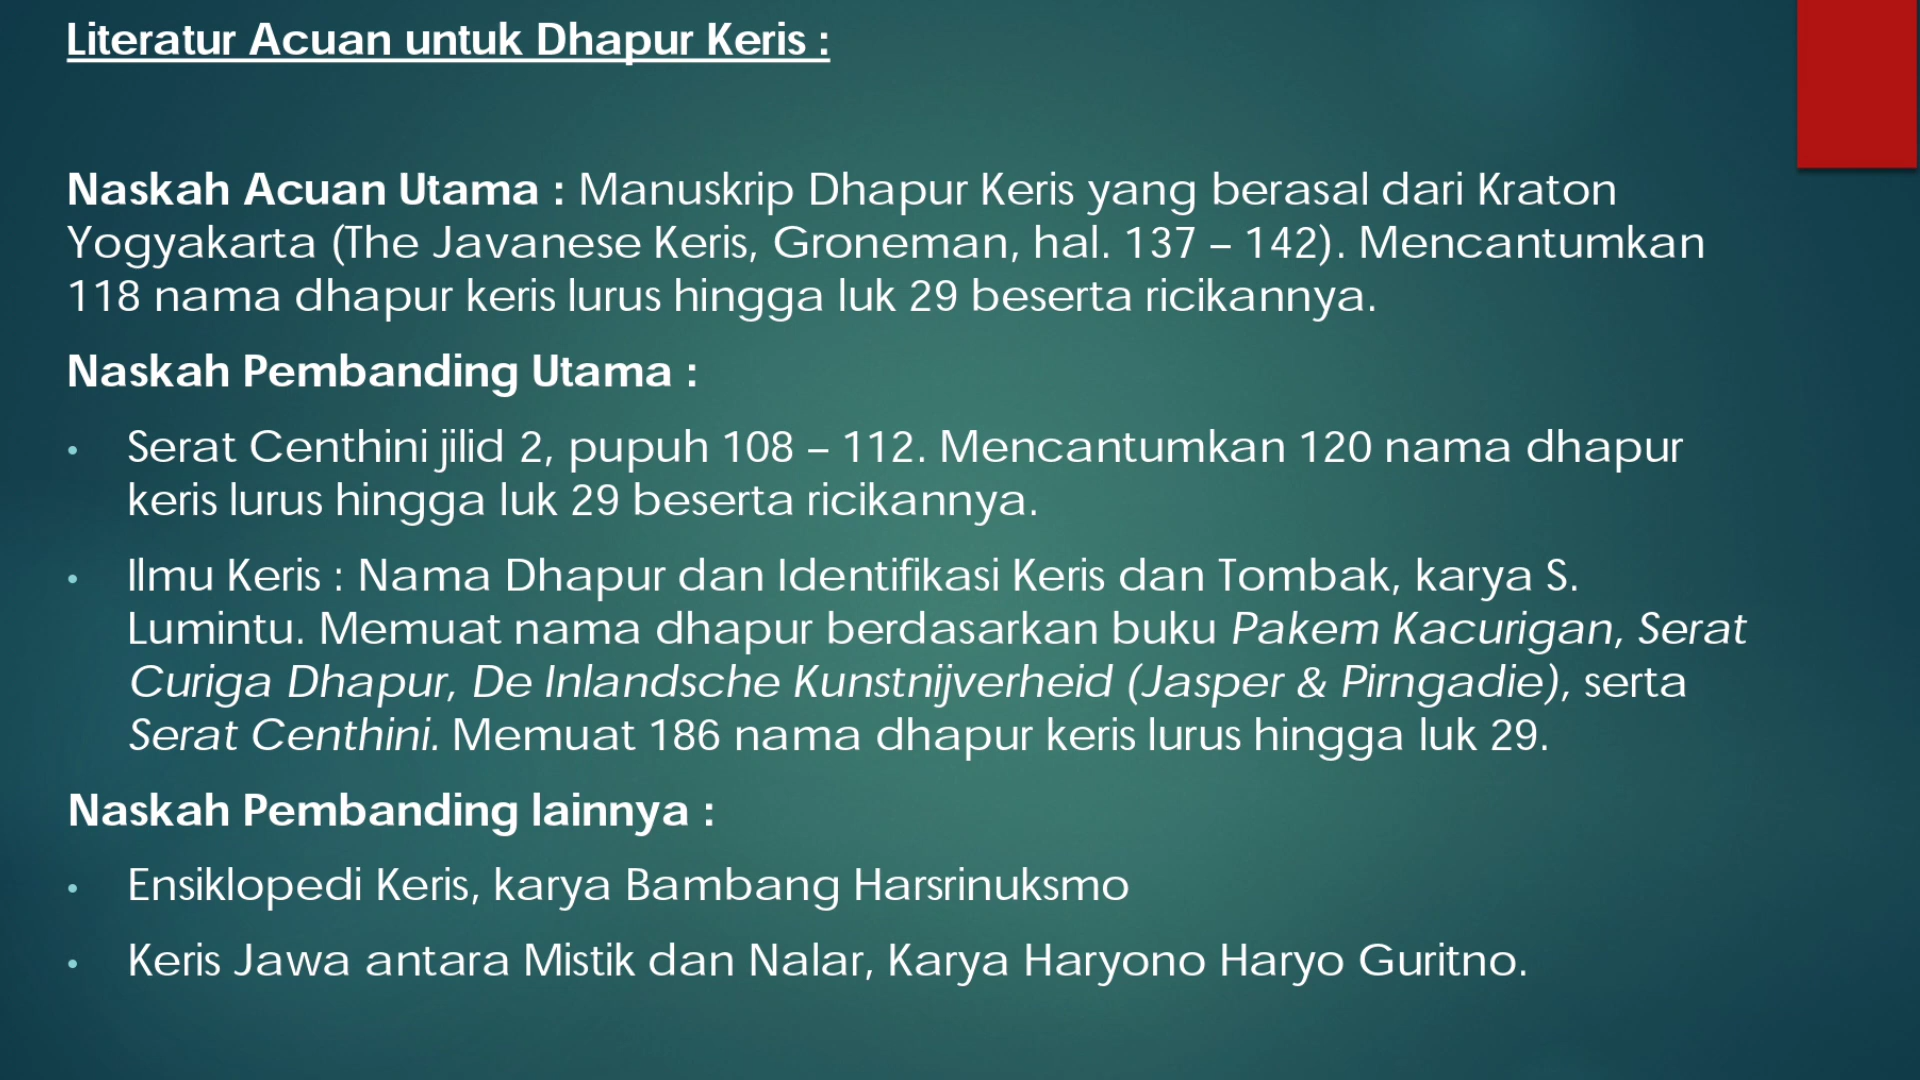 Literatur Acuan untuk Dhapur Keris :
Naskah Acuan Utama : Manuskrip Dhapur Keris yang berasal dari Kraton
Yogyakarta (The Javanese Keris, Groneman, hal. 137 – 142). Mencantumkan
118 nama dhapur keris lurus hingga luk 29 beserta ricikannya.
Naskah Pembanding Utama :
• Serat Centhini jilid 2, pupuh 108 – 112. Mencantumkan 120 nama dhapur
keris lurus hingga luk 29 beserta ricikannya.
• Ilmu Keris : Nama Dhapur dan Identifikasi Keris dan Tombak, karya S.
Lumintu. Memuat nama dhapur berdasarkan buku Pakem Kacurigan, Serat
Curiga Dhapur, De Inlandsche Kunstnijverheid (Jasper & Pirngadie), serta
Serat Centhini. Memuat 186 nama dhapur keris lurus hingga luk 29.
Naskah Pembanding lainnya :
• Ensiklopedi Keris, karya Bambang Harsrinuksmo
• Keris Jawa antara Mistik dan Nalar, Karya Haryono Haryo Guritno.